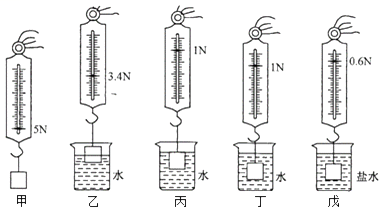 5N 3.4N 1N 1N 0.6N
水 水 水 盐水
甲 乙 丙 丁 戊